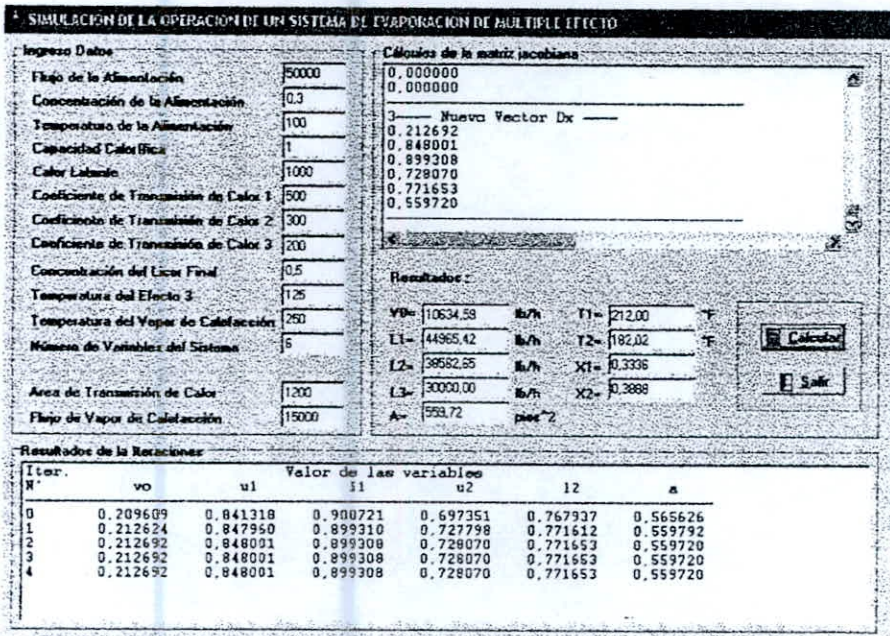 SIMULACION DE LA OPERACION DE UN SISTEMA DE EVAPORACION DE MULTIPLE EFECTO
Ingreso Datos
Flujo de la Alimentación 50000
Concentración de la Alimentación 0,3
Temperatura de la Alimentación 100
Capacidad Calorífica 1
Calor Latente 1000
Coeficiente de Transmisión de Calor 1 500
Coeficiente de Transmisión de Calor 2 300
Coeficiente de Transmisión de Calor 3 200
Concentración del Licor Final 0,5
Temperatura del Efecto 3 125
Temperatura del Vapor de Calefacción 250
Número de Variables del Sistema 6
Area de Transmisión de Calor 1200
Flujo de Vapor de Calefacción 15000
Cálculos de la matriz jacobiana
0,000000
0,000000
3---- Nuevo Vector Dx ----
0,212692
0,848001
0,899308
0,728070
0,771653
0,559720
Resultados :
V0= 10634,59 lb/h T1= 212,00 °F
L1= 44965,42 lb/h T2= 182,02 °F
L2= 38582,65 lb/h X1= 0,3336
L3= 30000,00 lb/h X2= 0,3888
A= 559,72 pies^2
Calcular
Salir
Resultados de la Iteraciones
Iter. Valor de las variables
N° vo u1 l1 u2 l2 a
0 0,209609 0,841318 0,900721 0,697351 0,767937 0,565626
1 0,212624 0,847960 0,899310 0,727798 0,771612 0,559792
2 0,212692 0,848001 0,899308 0,728070 0,771653 0,559720
3 0,212692 0,848001 0,899308 0,728070 0,771653 0,559720
4 0,212692 0,848001 0,899308 0,728070 0,771653 0,559720